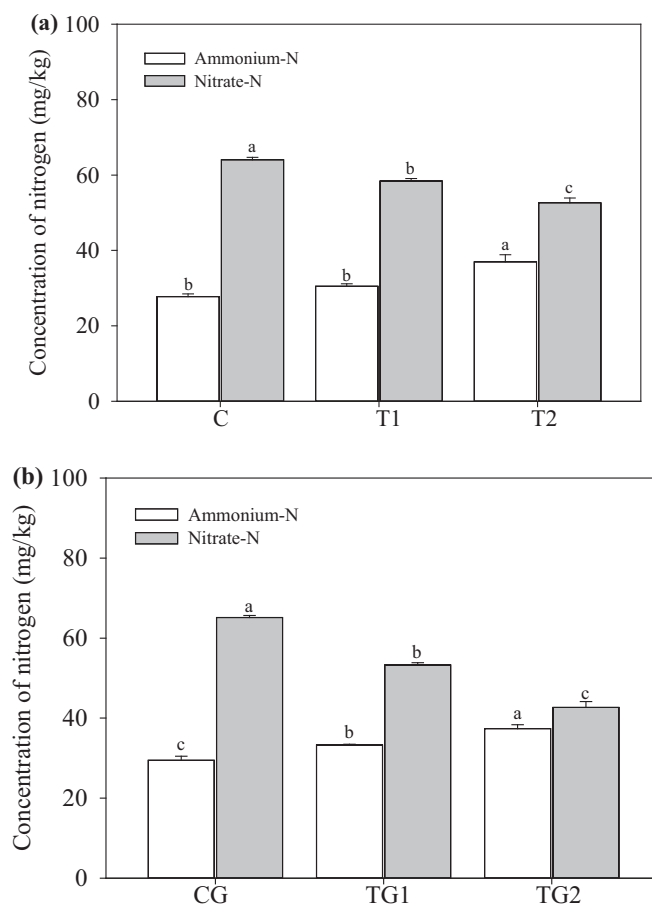 (a)
100
80
60
40
20
0
Concentration of nitrogen (mg/kg)
Ammonium-N
Nitrate-N
b
a
b
b
a
c
C
T1
T2
(b)
100
80
60
40
20
0
Concentration of nitrogen (mg/kg)
Ammonium-N
Nitrate-N
c
a
b
b
a
c
CG
TG1
TG2